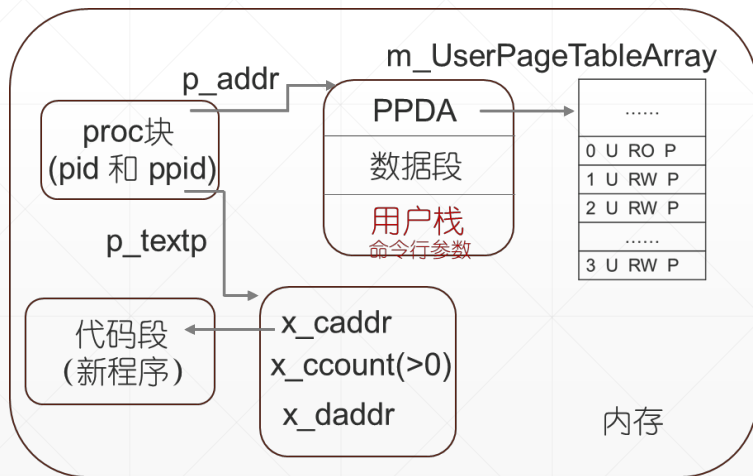 m_UserPageTableArray
p_addr
proc块
(pid 和 ppid)
PPDA
数据段
用户栈
命令行参数
......
0 U RO P
1 U RW P
2 U RW P
......
3 U RW P
p_textp
代码段
(新程序)
x_caddr
x_ccount(>0)
x_daddr
内存